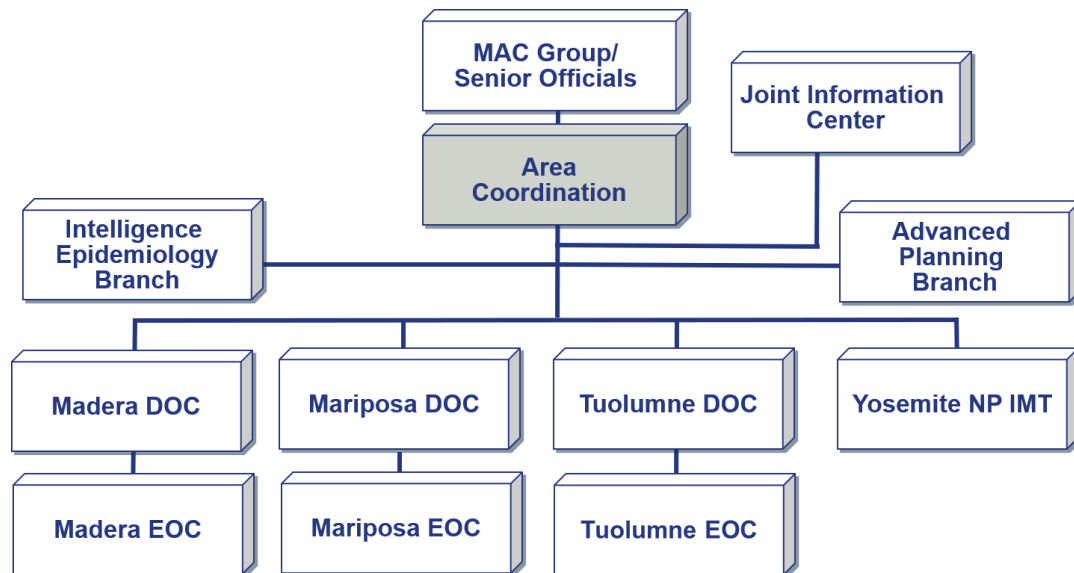 MAC Group/
Senior Officials
Joint Information
Center
Area
Coordination
Intelligence
Epidemiology
Branch
Advanced
Planning
Branch
Madera DOC
Mariposa DOC
Tuolumne DOC
Yosemite NP IMT
Madera EOC
Mariposa EOC
Tuolumne EOC